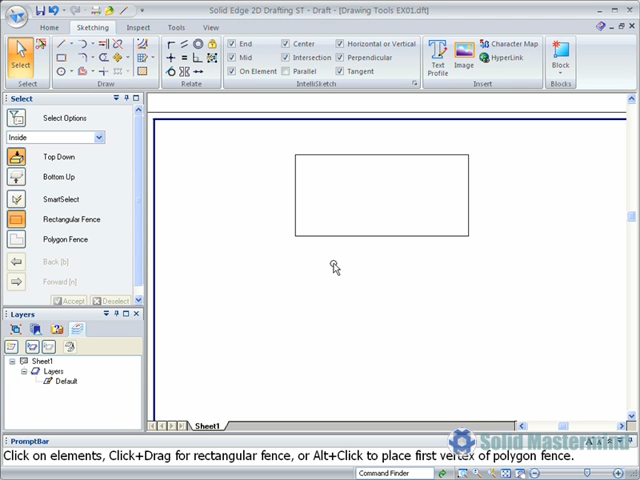 Solid Edge 2D Drafting ST - Draft - [Drawing Tools EX01.dft]
Home Sketching Inspect Tools View
Select
Text Profile
Image
End
Mid
On Element
Center
Intersection
Parallel
Horizontal or Vertical
Perpendicular
Tangent
Character Map
HyperLink
Block
Select Draw Relate IntelliSketch Insert Blocks
Select
Select Options
Inside
Top Down
Bottom Up
SmartSelect
Rectangular Fence
Polygon Fence
Back [b]
Forward [n]
Accept Deselect
Layers
Sheet1
Layers
Default
Sheet1
Solid Mastermind
PromptBar
Click on elements, Click+Drag for rectangular fence, or Alt+Click to place first vertex of polygon fence.
Command Finder